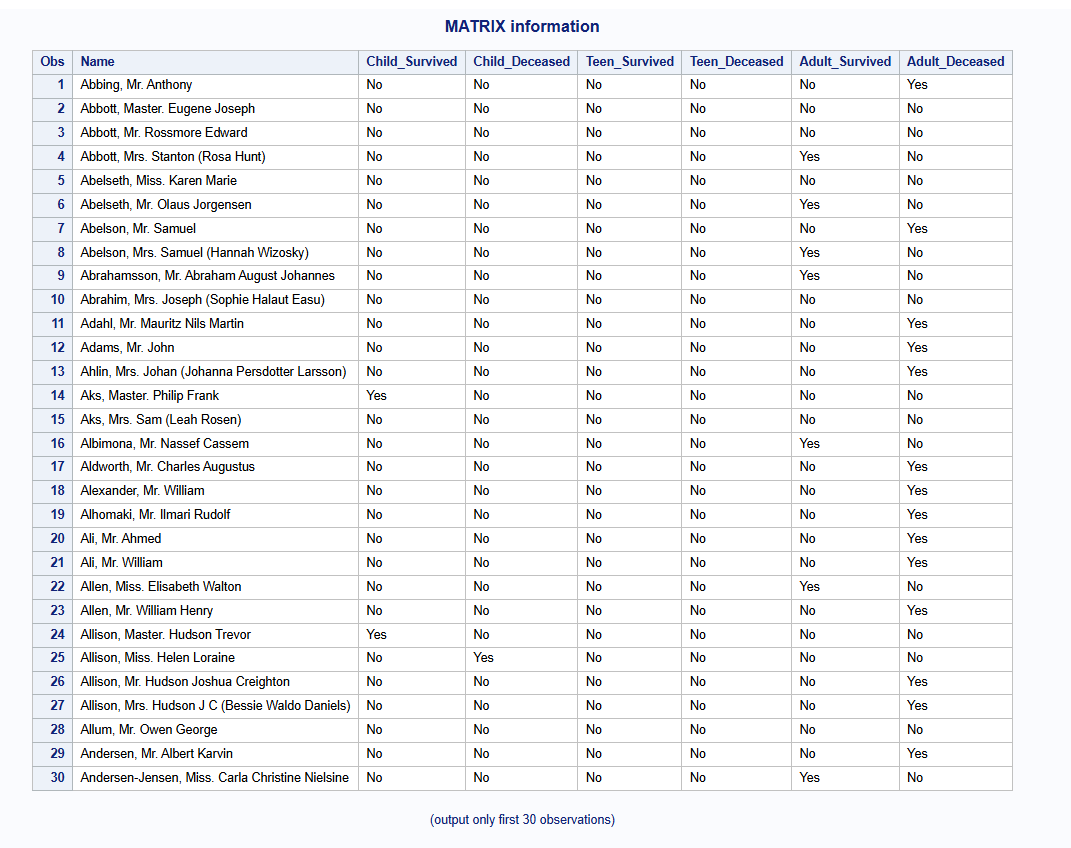 MATRIX information
Obs Name Child_Survived Child_Deceased Teen_Survived Teen_Deceased Adult_Survived Adult_Deceased
1 Abbing, Mr. Anthony No No No No No Yes
2 Abbott, Master. Eugene Joseph No No No No No No
3 Abbott, Mr. Rossmore Edward No No No No No No
4 Abbott, Mrs. Stanton (Rosa Hunt) No No No No Yes No
5 Abelseth, Miss. Karen Marie No No No No No No
6 Abelseth, Mr. Olaus Jorgensen No No No No Yes No
7 Abelson, Mr. Samuel No No No No No Yes
8 Abelson, Mrs. Samuel (Hannah Wizosky) No No No No Yes No
9 Abrahamsson, Mr. Abraham August Johannes No No No No Yes No
10 Abrahim, Mrs. Joseph (Sophie Halaut Easu) No No No No No No
11 Adahl, Mr. Mauritz Nils Martin No No No No No Yes
12 Adams, Mr. John No No No No No Yes
13 Ahlin, Mrs. Johan (Johanna Persdotter Larsson) No No No No No Yes
14 Aks, Master. Philip Frank Yes No No No No No
15 Aks, Mrs. Sam (Leah Rosen) No No No No No No
16 Albimona, Mr. Nassef Cassem No No No No Yes No
17 Aldworth, Mr. Charles Augustus No No No No No Yes
18 Alexander, Mr. William No No No No No Yes
19 Alhomaki, Mr. Ilmari Rudolf No No No No No Yes
20 Ali, Mr. Ahmed No No No No No Yes
21 Ali, Mr. William No No No No No Yes
22 Allen, Miss. Elisabeth Walton No No No No Yes No
23 Allen, Mr. William Henry No No No No No Yes
24 Allison, Master. Hudson Trevor Yes No No No No No
25 Allison, Miss. Helen Loraine No Yes No No No No
26 Allison, Mr. Hudson Joshua Creighton No No No No No Yes
27 Allison, Mrs. Hudson J C (Bessie Waldo Daniels) No No No No No Yes
28 Allum, Mr. Owen George No No No No No No
29 Andersen, Mr. Albert Karvin No No No No No Yes
30 Andersen-Jensen, Miss. Carla Christine Nielsine No No No No Yes No
(output only first 30 observations)